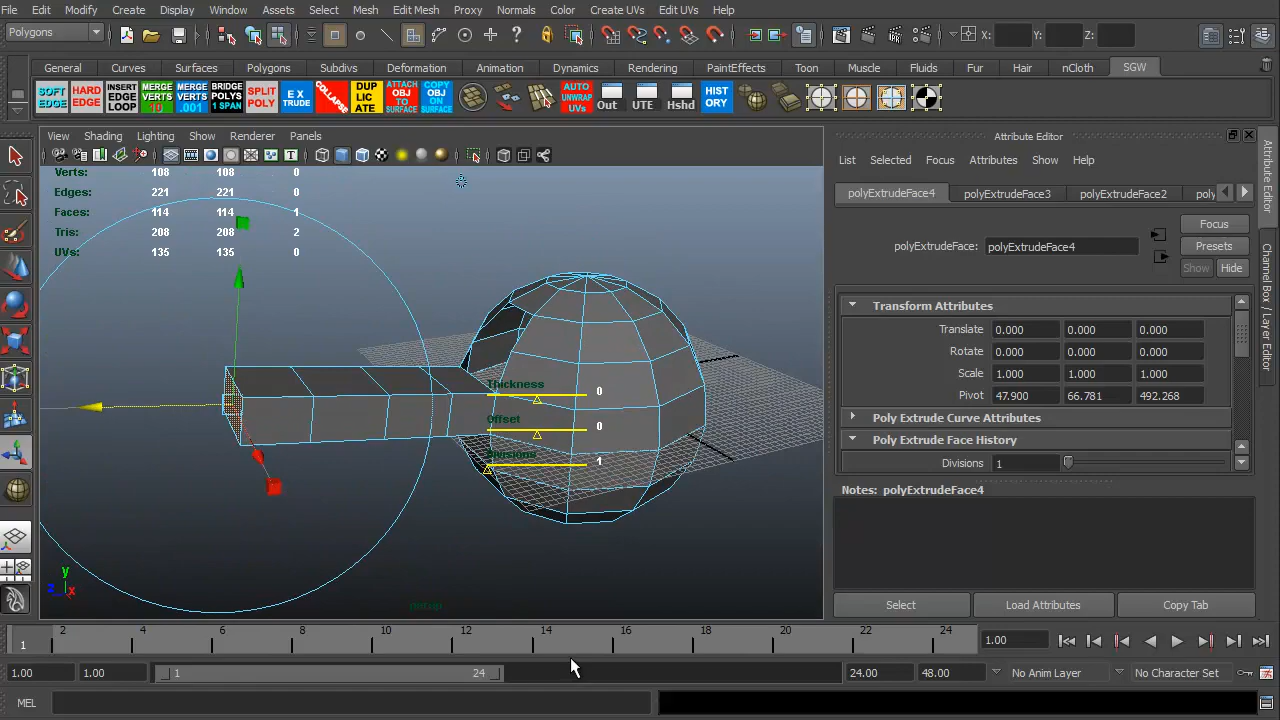 File Edit Modify Create Display Window Assets Select Mesh Edit Mesh Proxy Normals Color Create UVs Edit UVs Help
Polygons X: Y: Z:
General Curves Surfaces Polygons Subdivs Deformation Animation Dynamics Rendering PaintEffects Toon Muscle Fluids Fur Hair nCloth SGW
SOFT EDGE HARD EDGE INSERT EDGE LOOP MERGE VERTS 10 MERGE VERTS .001 BRIDGE POLYS 1 SPAN SPLIT POLY EX TRUDE COLLAPSE DUP LIC ATE ATTACH OBJ TO SURFACE COPY OBJ ON SURFACE AUTO UNWRAP UVs Out UTE Hshd HIST ORY
View Shading Lighting Show Renderer Panels
Verts: 108 108 0
Edges: 221 221 0
Faces: 114 114 1
Tris: 208 208 2
UVs: 135 135 0
Thickness 0
Offset 0
Divisions 1
y
z x
persp
Attribute Editor
List Selected Focus Attributes Show Help
polyExtrudeFace4 polyExtrudeFace3 polyExtrudeFace2 poly
Focus
polyExtrudeFace: polyExtrudeFace4 Presets
Show Hide
Transform Attributes
Translate 0.000 0.000 0.000
Rotate 0.000 0.000 0.000
Scale 1.000 1.000 1.000
Pivot 47.900 66.781 492.268
Poly Extrude Curve Attributes
Poly Extrude Face History
Divisions 1
Notes: polyExtrudeFace4
Select Load Attributes Copy Tab
Attribute Editor
Channel Box / Layer Editor
1 2 4 6 8 10 12 14 16 18 20 22 24 1.00
1.00 1.00 1 24 24.00 48.00 No Anim Layer No Character Set
MEL